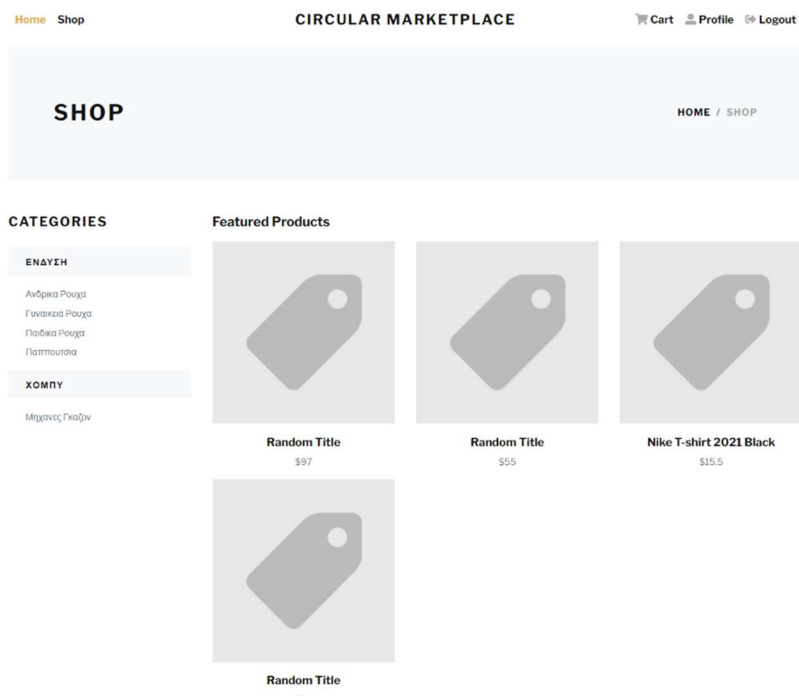 Home Shop CIRCULAR MARKETPLACE Cart Profile Logout
SHOP
HOME / SHOP
CATEGORIES
ΕΝΔΥΣΗ
Ανδρικα Ρουχα
Γυναικεια Ρουχα
Παιδικα Ρουχα
Παππουτσια
ΧΟΜΠΥ
Μηχανες Γκαζον
Featured Products
Random Title
$97
Random Title
$55
Nike T-shirt 2021 Black
$15.5
Random Title